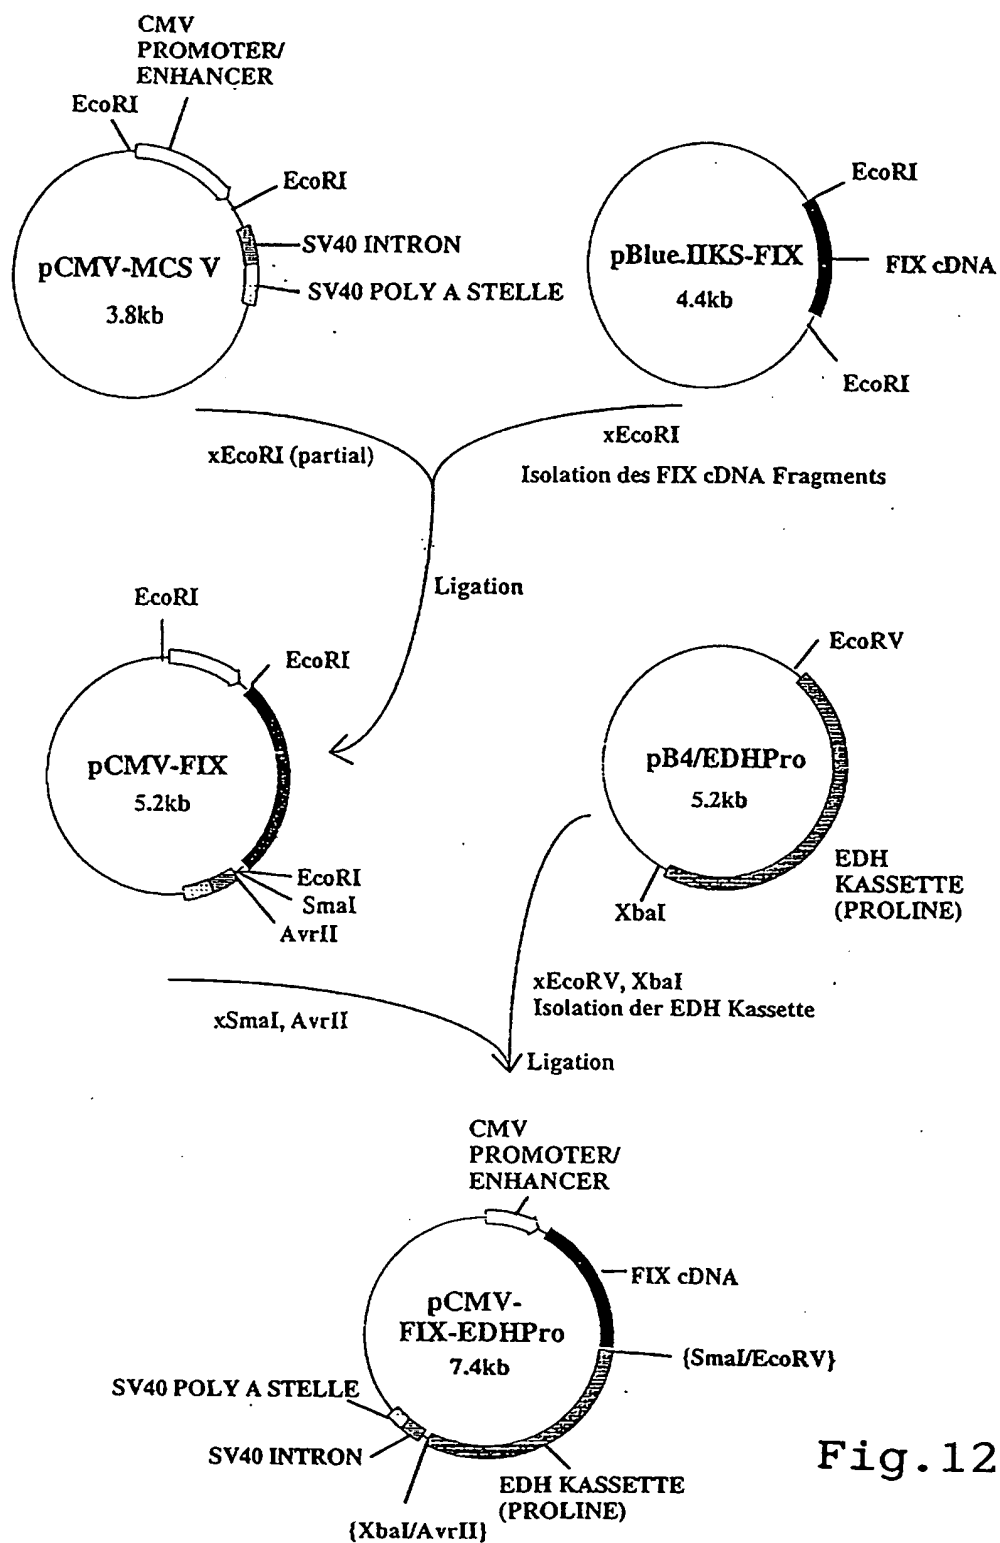 CMV
PROMOTER/
ENHANCER
EcoRI
EcoRI
SV40 INTRON
pCMV-MCS V
3.8kb
SV40 POLY A STELLE
EcoRI
pBlue.IIKS-FIX
4.4kb
FIX cDNA
EcoRI
xEcoRI (partial)
xEcoRI
Isolation des FIX cDNA Fragments
Ligation
EcoRI
EcoRI
pCMV-FIX
5.2kb
EcoRI
SmaI
AvrII
EcoRV
pB4/EDHPro
5.2kb
EDH
KASSETTE
(PROLINE)
XbaI
xSmaI, AvrII
xEcoRV, XbaI
Isolation der EDH Kassette
Ligation
CMV
PROMOTER/
ENHANCER
FIX cDNA
pCMV-
FIX-EDHPro
7.4kb
{SmaI/EcoRV}
SV40 POLY A STELLE
SV40 INTRON
EDH KASSETTE
(PROLINE)
{XbaI/AvrII}
Fig.12